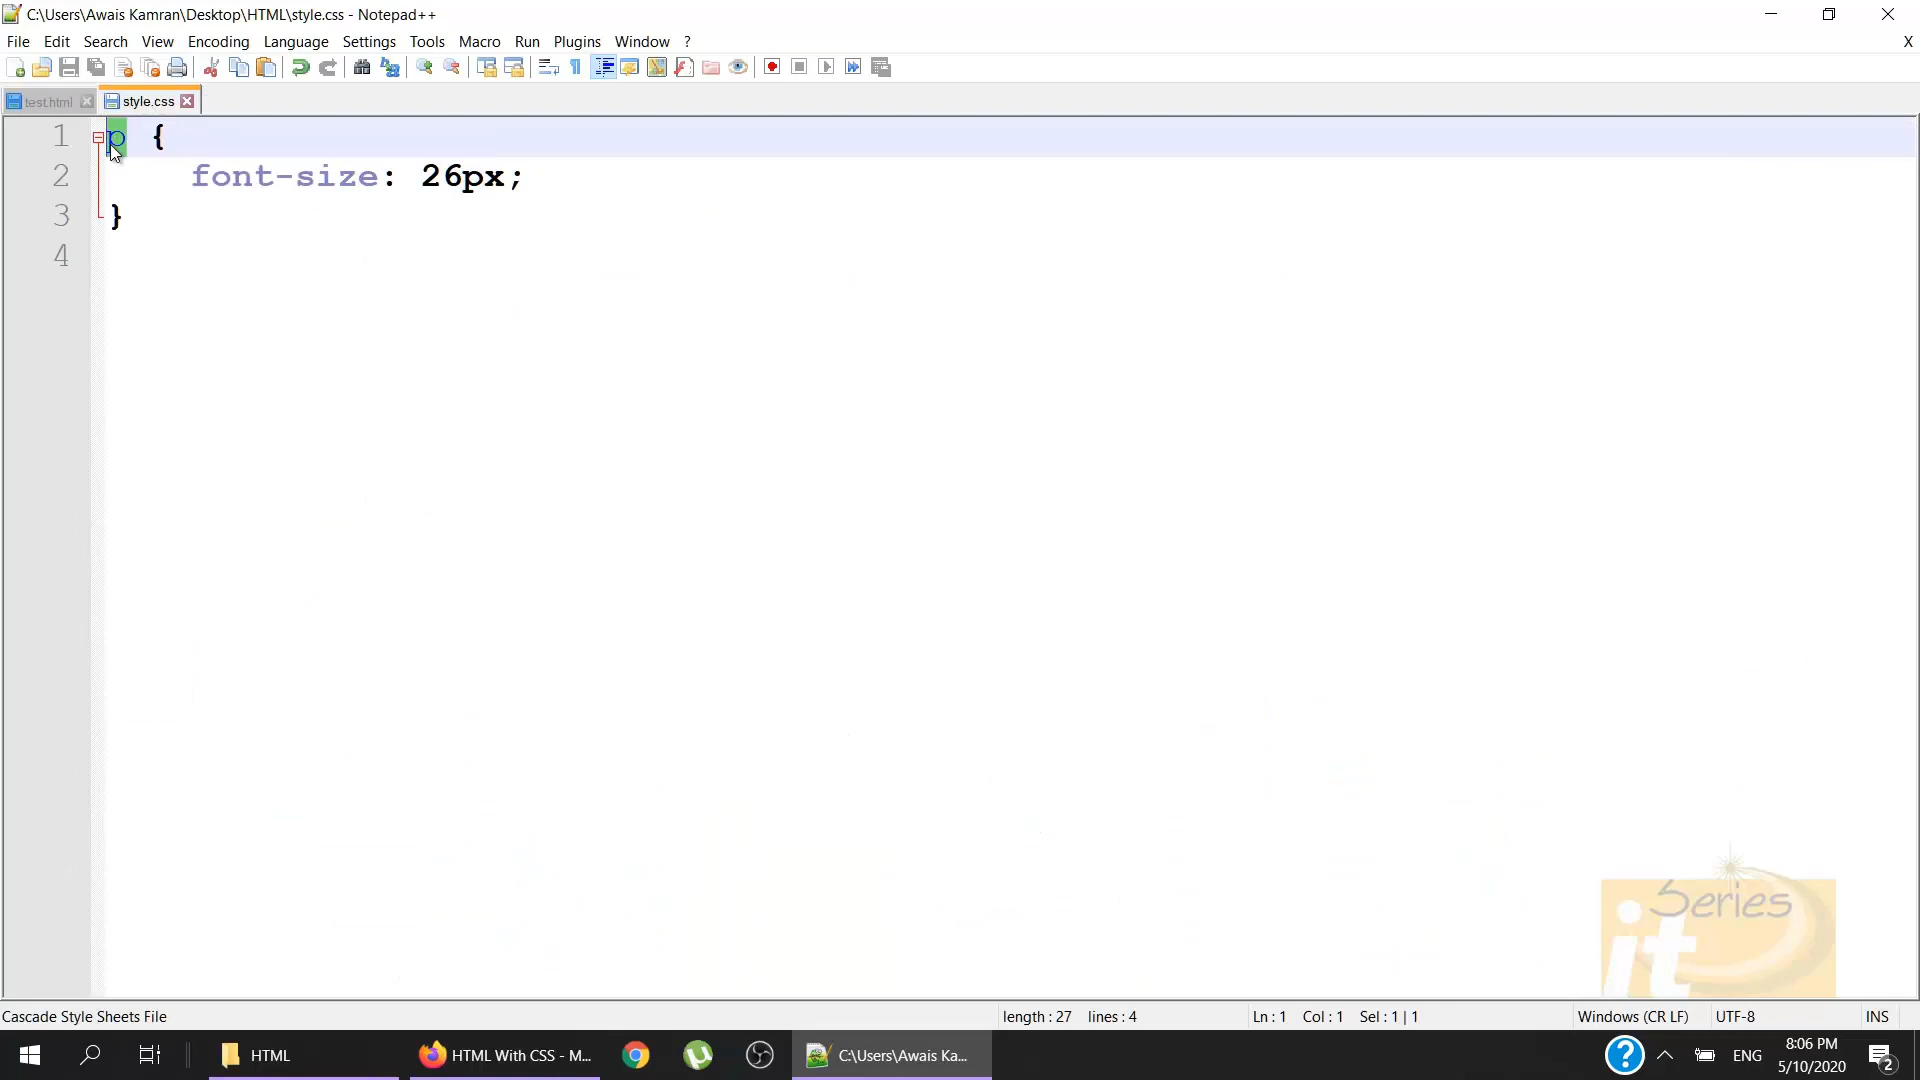 C:\Users\Awais Kamran\Desktop\HTML\style.css - Notepad++
File Edit Search View Encoding Language Settings Tools Macro Run Plugins Window ? X
test.html style.css
1 p {
2 font-size: 26px;
3 }
4
Series
it
Cascade Style Sheets File length : 27 lines : 4 Ln : 1 Col : 1 Sel : 1 | 1 Windows (CR LF) UTF-8 INS
HTML HTML With CSS - M... C:\Users\Awais Ka... ENG 8:06 PM
5/10/2020 2